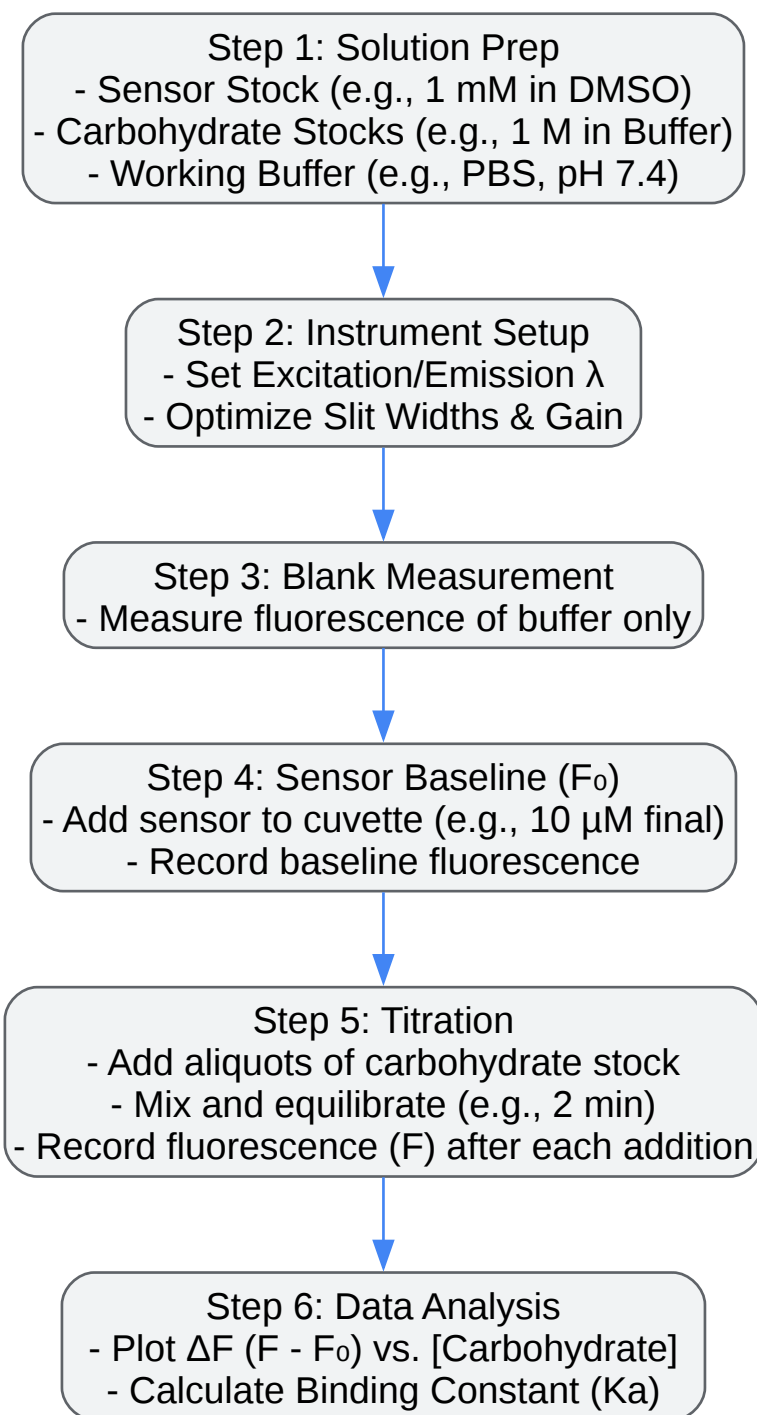 Step 1: Solution Prep
- Sensor Stock (e.g., 1 mM in DMSO)
- Carbohydrate Stocks (e.g., 1 M in Buffer)
- Working Buffer (e.g., PBS, pH 7.4)
Step 2: Instrument Setup
- Set Excitation/Emission λ
- Optimize Slit Widths & Gain
Step 3: Blank Measurement
- Measure fluorescence of buffer only
Step 4: Sensor Baseline (F₀)
- Add sensor to cuvette (e.g., 10 µM final)
- Record baseline fluorescence
Step 5: Titration
- Add aliquots of carbohydrate stock
- Mix and equilibrate (e.g., 2 min)
- Record fluorescence (F) after each addition
Step 6: Data Analysis
- Plot ΔF (F - F₀) vs. [Carbohydrate]
- Calculate Binding Constant (Ka)